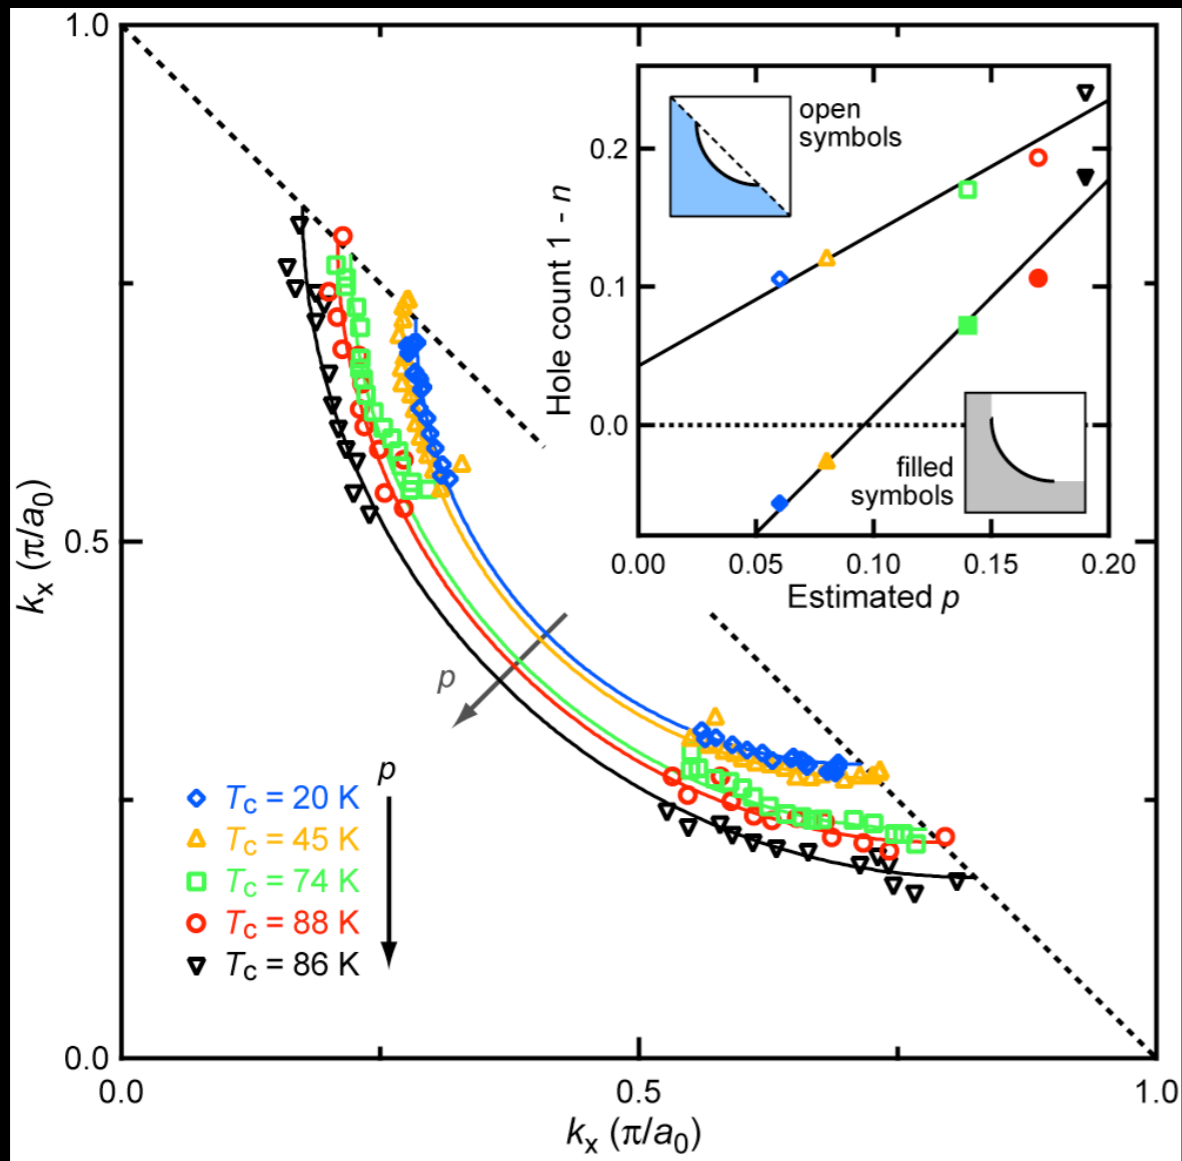 1.0
0.5
0.0
kx (π/a0)
0.0 0.5 1.0
kx (π/a0)
p
p
Tc = 20 K
Tc = 45 K
Tc = 74 K
Tc = 88 K
Tc = 86 K
0.2
0.1
0.0
Hole count 1 - n
open
symbols
filled
symbols
0.00 0.05 0.10 0.15 0.20
Estimated p